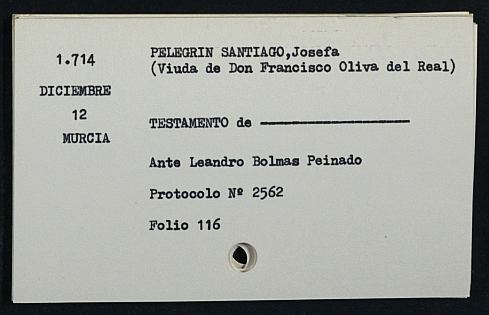 1.714
DICIEMBRE
12
MURCIA
PELEGRIN SANTIAGO,Josefa
(Viuda de Don Francisco Oliva del Real)
TESTAMENTO de ————————————
Ante Leandro Bolmas Peinado
Protocolo Nº 2562
Folio 116